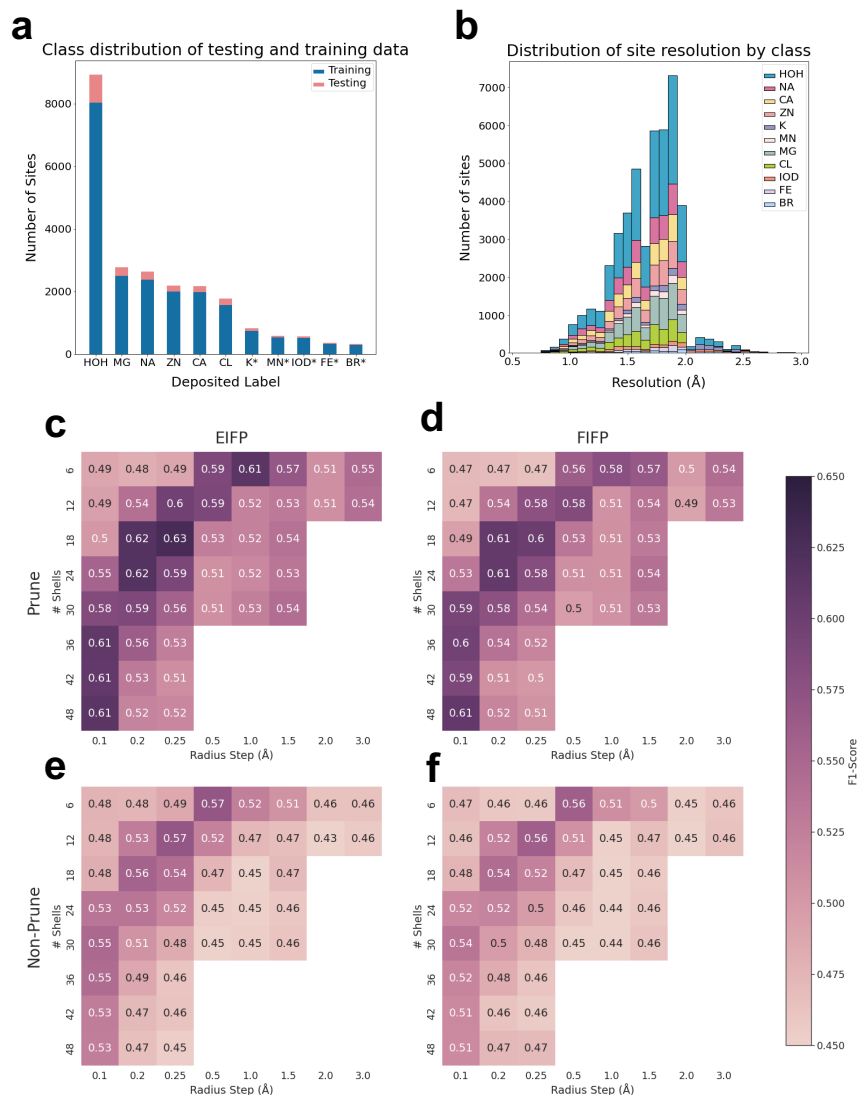 a
Class distribution of testing and training data
Training
Testing
8000
6000
4000
2000
0
Number of Sites
HOH MG NA ZN CA CL K* MN* IOD* FE* BR*
Deposited Label
b
Distribution of site resolution by class
HOH
NA
CA
ZN
K
MN
MG
CL
IOD
FE
BR
7000
6000
5000
4000
3000
2000
1000
0
Number of sites
0.5 1.0 1.5 2.0 2.5 3.0
Resolution (Å)
c
EIFP
Prune
# Shells
6 0.49 0.48 0.49 0.59 0.61 0.57 0.51 0.55
12 0.49 0.54 0.6 0.59 0.52 0.53 0.51 0.54
18 0.5 0.62 0.63 0.53 0.52 0.54
24 0.55 0.62 0.59 0.51 0.52 0.53
30 0.58 0.59 0.56 0.51 0.53 0.54
36 0.61 0.56 0.53
42 0.61 0.53 0.51
48 0.61 0.52 0.52
0.1 0.2 0.25 0.5 1.0 1.5 2.0 3.0
Radius Step (Å)
d
FIFP
# Shells
6 0.47 0.47 0.47 0.56 0.58 0.57 0.5 0.54
12 0.47 0.54 0.58 0.58 0.51 0.52 0.49 0.53
18 0.49 0.61 0.6 0.53 0.51 0.53
24 0.53 0.61 0.58 0.51 0.51 0.54
30 0.59 0.58 0.54 0.5 0.51 0.53
36 0.6 0.54 0.52
42 0.59 0.51 0.5
48 0.61 0.52 0.51
0.1 0.2 0.25 0.5 1.0 1.5 2.0 3.0
Radius Step (Å)
e
Non-Prune
# Shells
6 0.48 0.48 0.49 0.57 0.52 0.51 0.46 0.46
12 0.48 0.53 0.57 0.52 0.47 0.47 0.43 0.46
18 0.48 0.56 0.54 0.47 0.45 0.47
24 0.53 0.53 0.52 0.45 0.45 0.46
30 0.55 0.51 0.48 0.45 0.45 0.46
36 0.55 0.49 0.46
42 0.53 0.47 0.46
48 0.53 0.47 0.45
0.1 0.2 0.25 0.5 1.0 1.5 2.0 3.0
Radius Step (Å)
f
# Shells
6 0.47 0.46 0.46 0.56 0.51 0.5 0.45 0.46
12 0.46 0.52 0.56 0.51 0.45 0.47 0.45 0.46
18 0.48 0.54 0.52 0.47 0.45 0.46
24 0.52 0.52 0.5 0.46 0.44 0.46
30 0.54 0.5 0.48 0.45 0.44 0.46
36 0.52 0.48 0.46
42 0.51 0.46 0.46
48 0.51 0.47 0.47
0.1 0.2 0.25 0.5 1.0 1.5 2.0 3.0
Radius Step (Å)
0.650
0.625
0.600
0.575
0.550
0.525
0.500
0.475
0.450
F1-Score